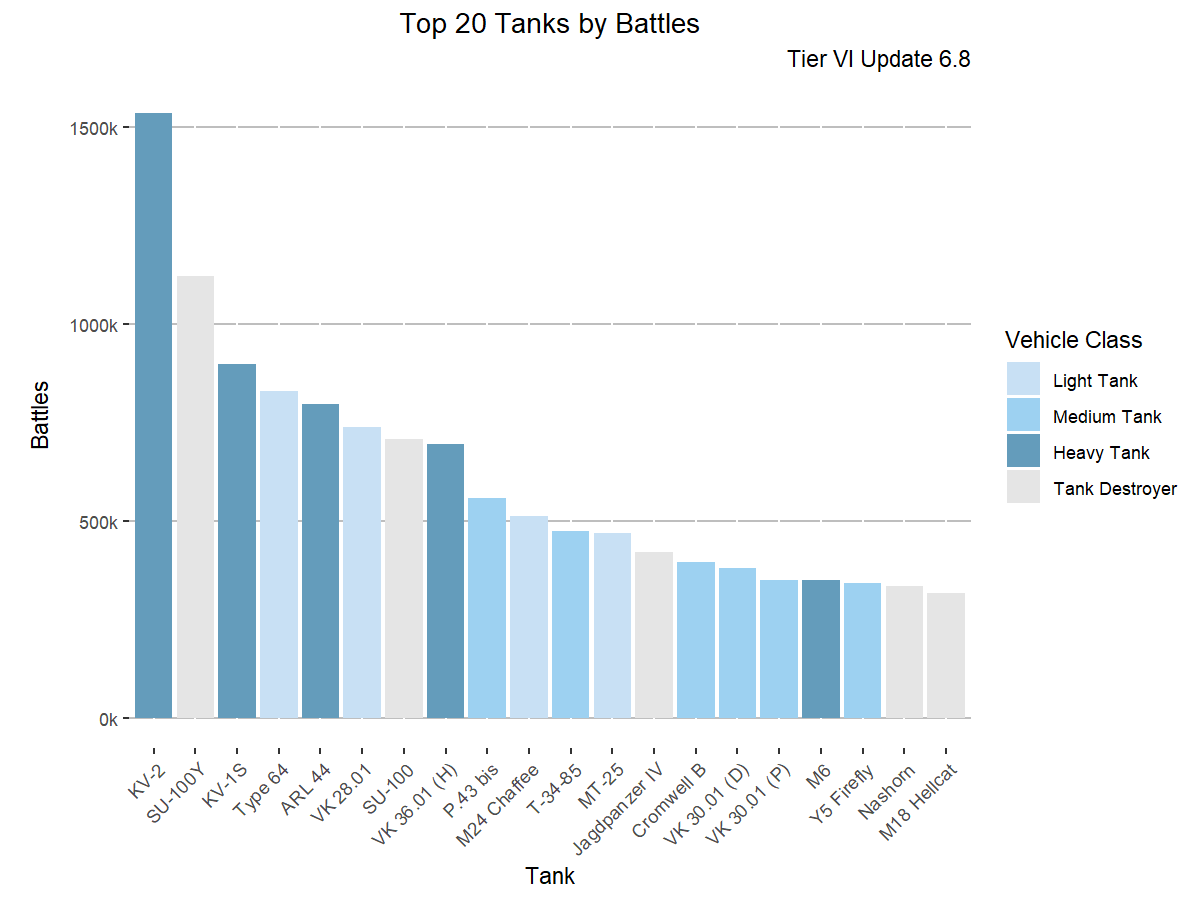 Top 20 Tanks by Battles
Tier VI Update 6.8
Battles
1500k
1000k
500k
0k
KV-2
SU-100Y
KV-1S
Type 64
ARL 44
VK 28.01
SU-100
VK 36.01 (H)
P.43 bis
M24 Chaffee
T-34-85
MT-25
Jagdpanzer IV
Cromwell B
VK 30.01 (D)
VK 30.01 (P)
M6
Y5 Firefly
Nashorn
M18 Hellcat
Tank
Vehicle Class
Light Tank
Medium Tank
Heavy Tank
Tank Destroyer